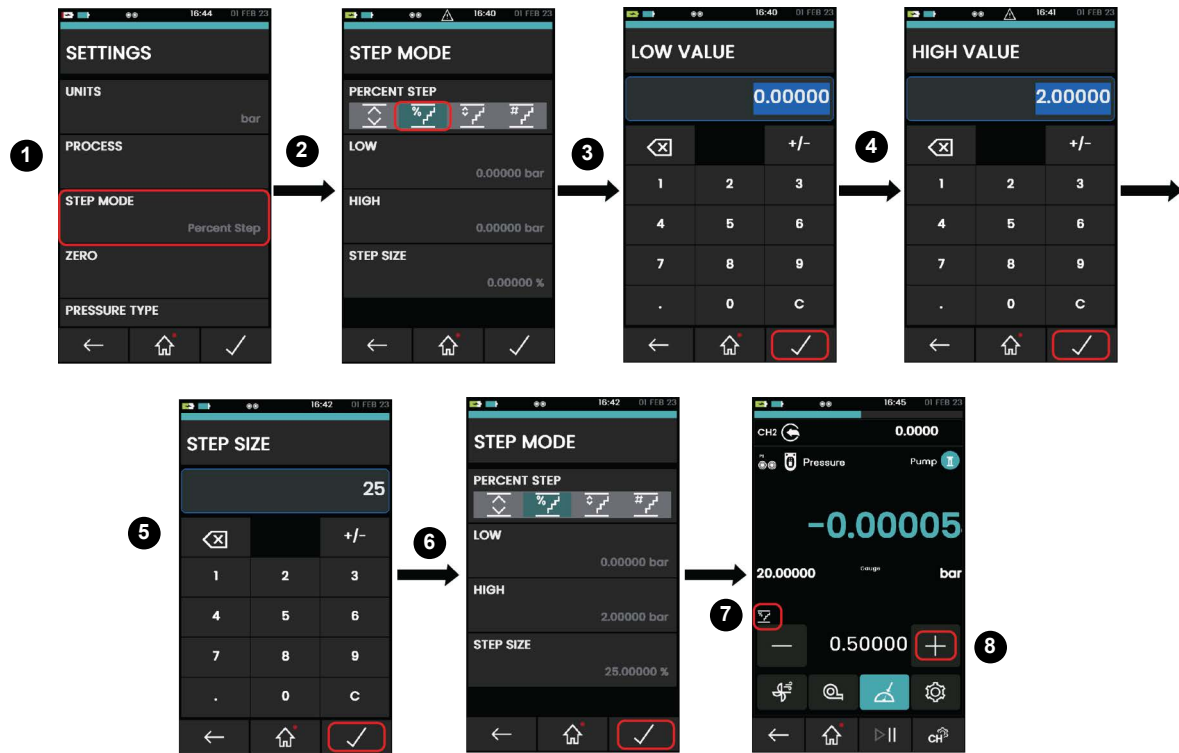 16:44 01 FEB 23
SETTINGS
UNITS
bar
PROCESS
STEP MODE
Percent Step
ZERO
PRESSURE TYPE
1
2
16:40 01 FEB 23
STEP MODE
PERCENT STEP
% #
LOW
0.00000 bar
HIGH
0.00000 bar
STEP SIZE
0.00000 %
3
16:40 01 FEB 23
LOW VALUE
0.00000
+/-
1 2 3
4 5 6
7 8 9
. 0 C
4
16:41 01 FEB 23
HIGH VALUE
2.00000
+/-
1 2 3
4 5 6
7 8 9
. 0 C
5
16:42 01 FEB 23
STEP SIZE
25
+/-
1 2 3
4 5 6
7 8 9
. 0 C
6
16:42 01 FEB 23
STEP MODE
PERCENT STEP
% #
LOW
0.00000 bar
HIGH
2.00000 bar
STEP SIZE
25.00000 %
16:45 01 FEB 23
CH2 0.0000
Pressure Pump
-0.00005
20.00000 Gauge bar
7
0.50000
8
CH